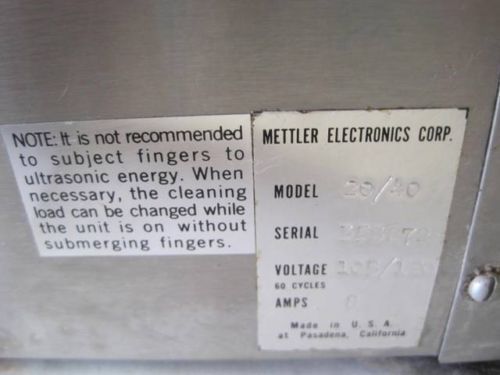 NOTE: It is not recommended
to subject fingers to
ultrasonic energy. When
necessary, the cleaning
load can be changed while
the unit is on without
submerging fingers.
METTLER ELECTRONICS CORP.
MODEL 20/40
SERIAL
VOLTAGE
60 CYCLES
AMPS
Made in U.S.A.
at Pasadena, California